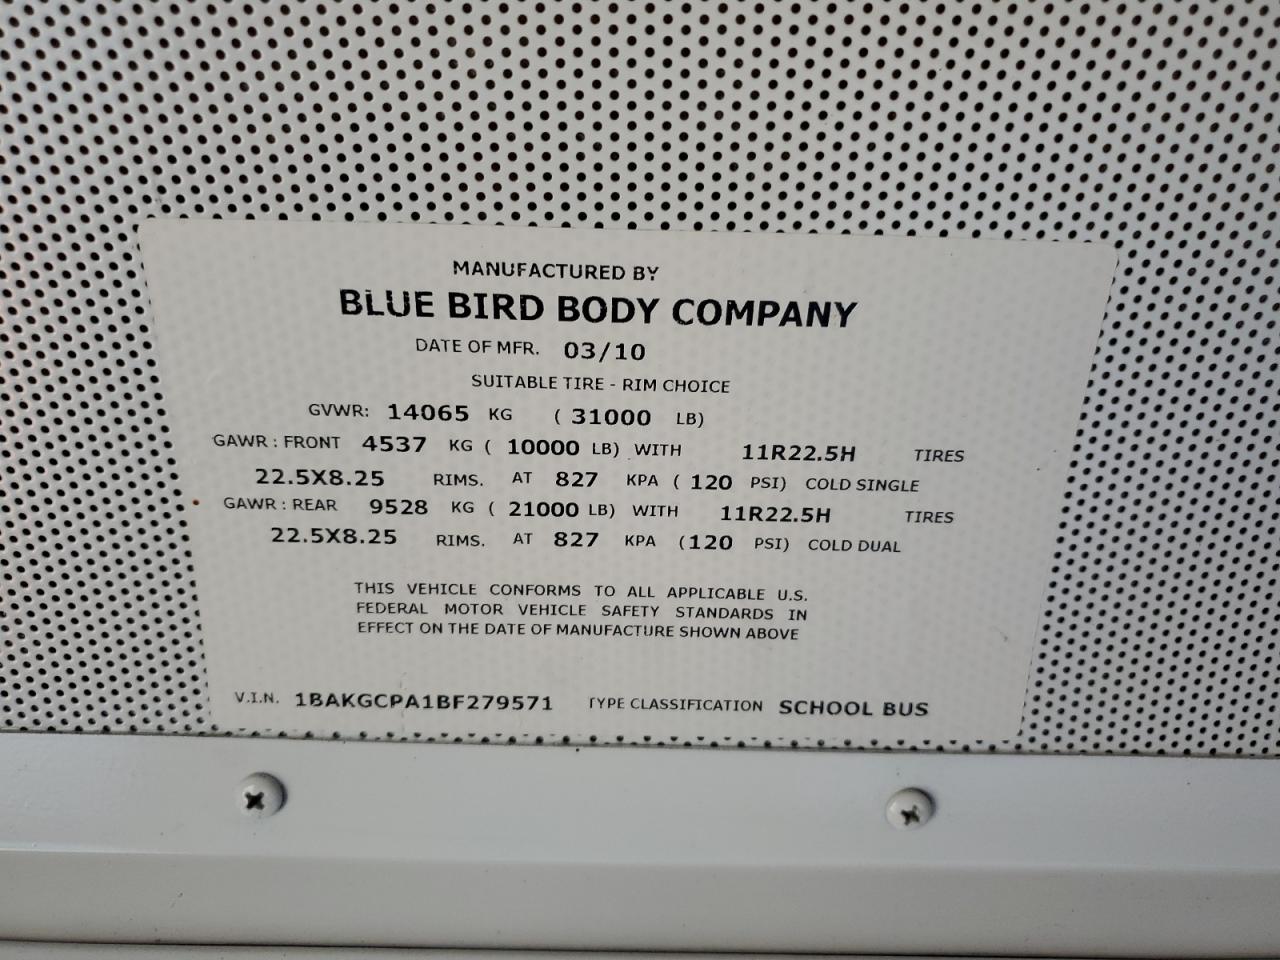 MANUFACTURED BY
BLUE BIRD BODY COMPANY
DATE OF MFR. 03/10
SUITABLE TIRE - RIM CHOICE
GVWR: 14065 KG ( 31000 LB)
GAWR : FRONT 4537 KG ( 10000 LB) WITH 11R22.5H TIRES
22.5X8.25 RIMS. AT 827 KPA ( 120 PSI) COLD SINGLE
GAWR : REAR 9528 KG ( 21000 LB) WITH 11R22.5H TIRES
22.5X8.25 RIMS. AT 827 KPA (120 PSI) COLD DUAL
THIS VEHICLE CONFORMS TO ALL APPLICABLE U.S.
FEDERAL MOTOR VEHICLE SAFETY STANDARDS IN
EFFECT ON THE DATE OF MANUFACTURE SHOWN ABOVE
V.I.N. 1BAKGCPA1BF279571 TYPE CLASSIFICATION SCHOOL BUS